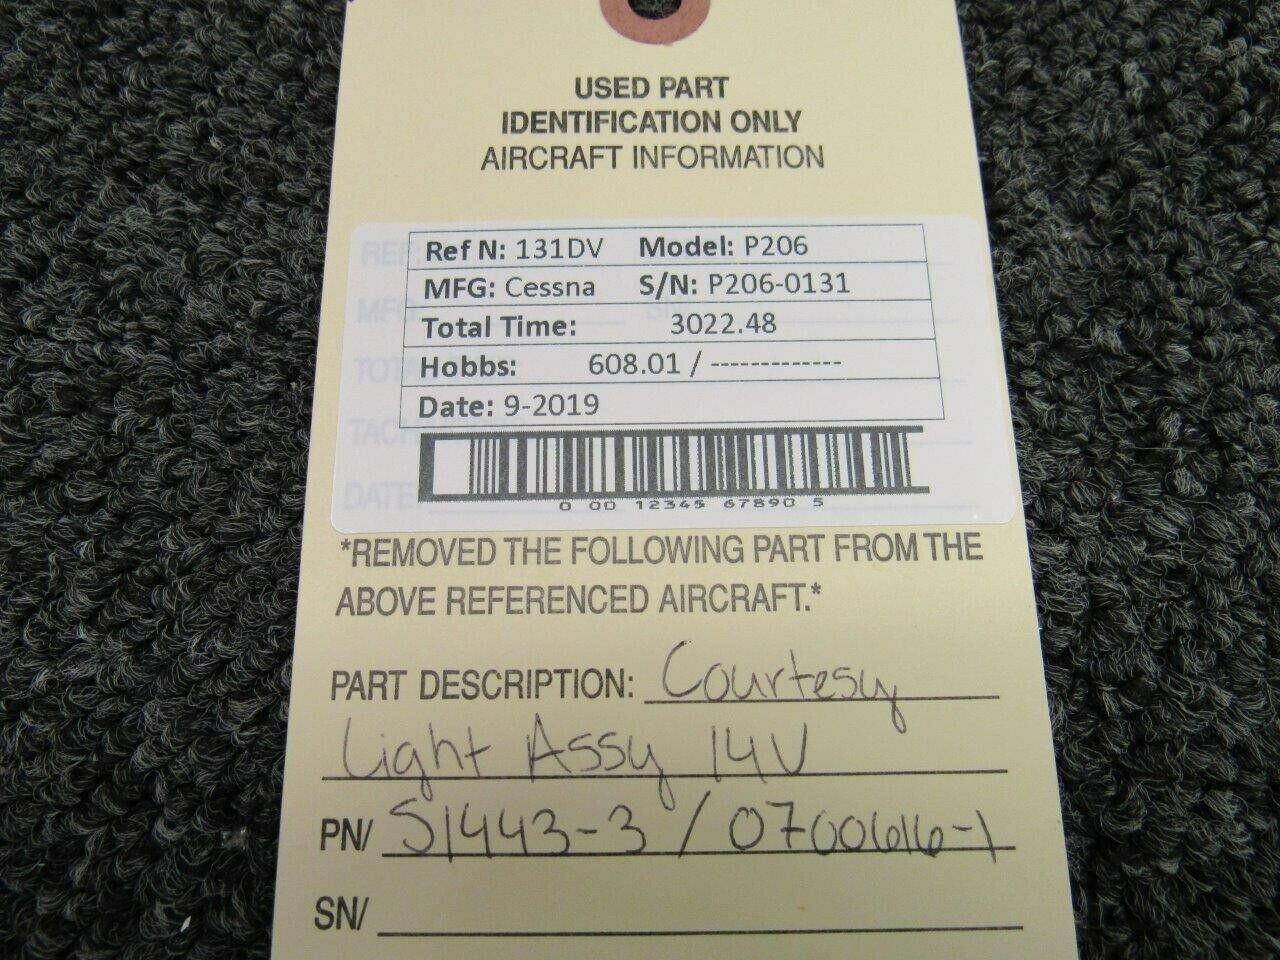 USED PART
IDENTIFICATION ONLY
AIRCRAFT INFORMATION
Ref N: 131DV Model: P206
MFG: Cessna S/N: P206-0131
Total Time: 3022.48
Hobbs: 608.01 / -------------
Date: 9-2019
0 00 12345 67890 5
*REMOVED THE FOLLOWING PART FROM THE
ABOVE REFERENCED AIRCRAFT.*
PART DESCRIPTION: Courtesy
Light Assy 14V
PN/ S1443-3 / 0700616-1
SN/